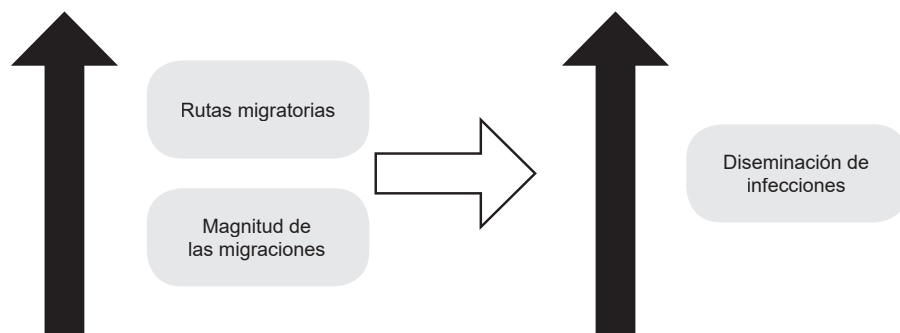 Rutas migratorias
Magnitud de
las migraciones
Diseminación de
infecciones